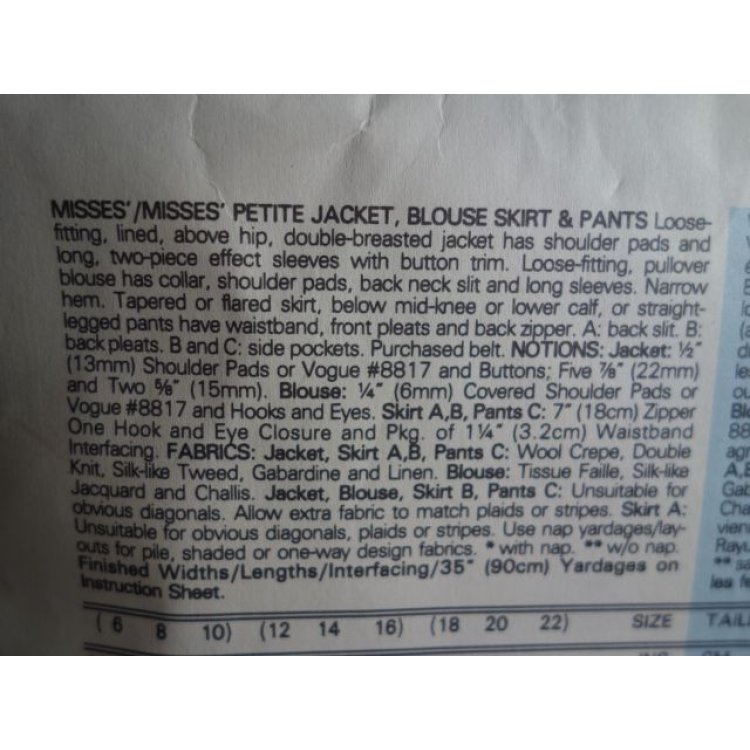 MISSES'/MISSES' PETITE JACKET, BLOUSE SKIRT & PANTS Loose-
fitting, lined, above hip, double-breasted jacket has shoulder pads and
long, two-piece effect sleeves with button trim. Loose-fitting, pullover
blouse has collar, shoulder pads, back neck slit and long sleeves. Narrow
hem. Tapered or flared skirt, below mid-knee or lower calf, or straight-
legged pants have waistband, front pleats and back zipper. A: back slit. B:
back pleats. B and C: side pockets. Purchased belt. NOTIONS: Jacket: ½"
(13mm) Shoulder Pads or Vogue #8817 and Buttons; Five ⅞" (22mm)
and Two ⅝" (15mm). Blouse: ¼" (6mm) Covered Shoulder Pads or
Vogue #8817 and Hooks and Eyes. Skirt A,B, Pants C: 7" (18cm) Zipper
One Hook and Eye Closure and Pkg. of 1¼" (3.2cm) Waistband
Interfacing. FABRICS: Jacket, Skirt A,B, Pants C: Wool Crepe, Double
Knit, Silk-like Tweed, Gabardine and Linen. Blouse: Tissue Faille, Silk-like
Jacquard and Challis. Jacket, Blouse, Skirt B, Pants C: Unsuitable for
obvious diagonals. Allow extra fabric to match plaids or stripes. Skirt A:
Unsuitable for obvious diagonals, plaids or stripes. Use nap yardages/lay-
outs for pile, shaded or one-way design fabrics. * with nap. ** w/o nap.
Finished Widths/Lengths/Interfacing/35" (90cm) Yardages on
Instruction Sheet.
( 6 8 10) (12 14 16) (18 20 22) SIZE TAIL